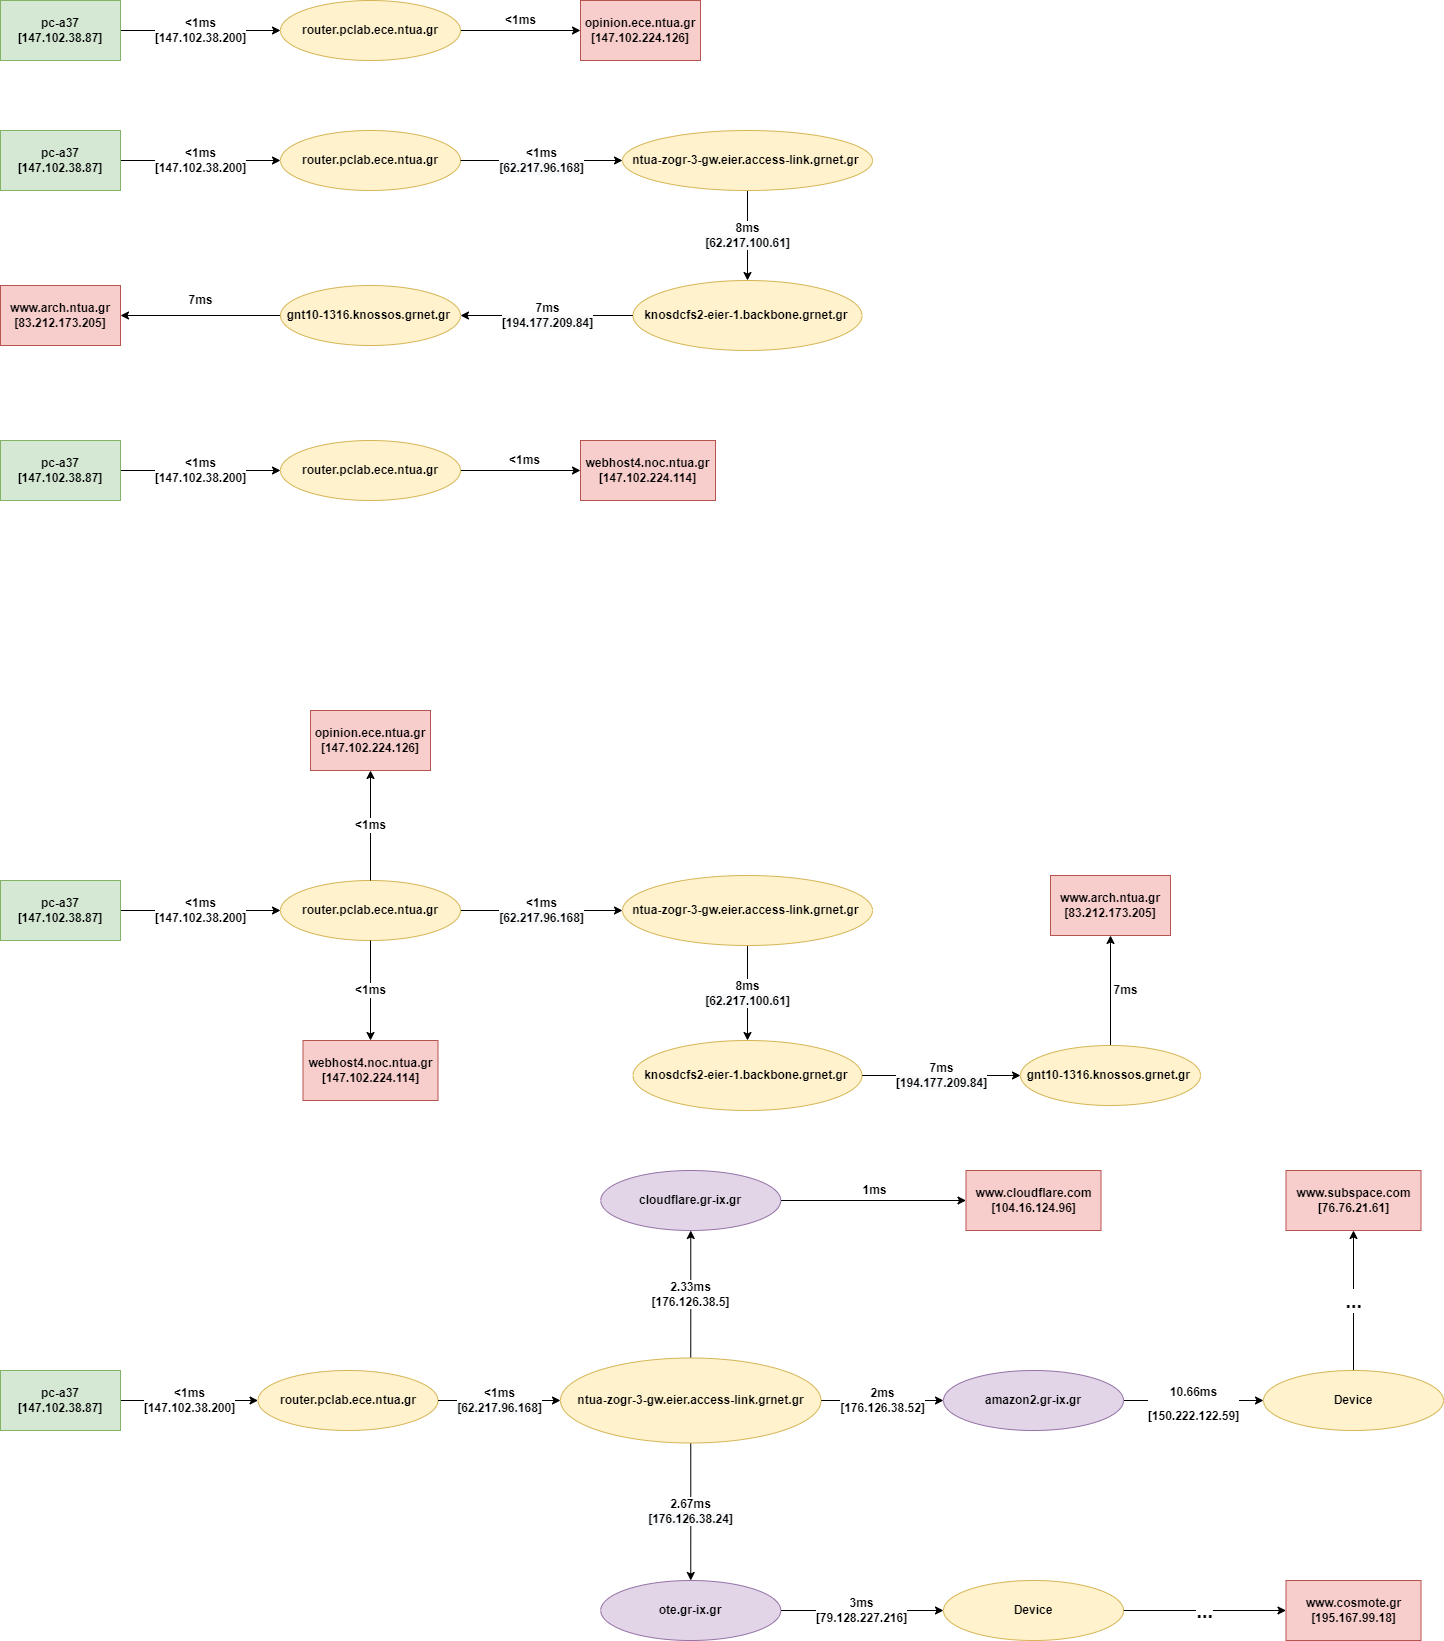 pc-a37
[147.102.38.87]
<1ms
[147.102.38.200]
router.pclab.ece.ntua.gr
<1ms
opinion.ece.ntua.gr
[147.102.224.126]
pc-a37
[147.102.38.87]
<1ms
[147.102.38.200]
router.pclab.ece.ntua.gr
<1ms
[62.217.96.168]
ntua-zogr-3-gw.eier.access-link.grnet.gr
8ms
[62.217.100.61]
www.arch.ntua.gr
[83.212.173.205]
7ms
gnt10-1316.knossos.grnet.gr
7ms
[194.177.209.84]
knosdcfs2-eier-1.backbone.grnet.gr
pc-a37
[147.102.38.87]
<1ms
[147.102.38.200]
router.pclab.ece.ntua.gr
<1ms
webhost4.noc.ntua.gr
[147.102.224.114]
opinion.ece.ntua.gr
[147.102.224.126]
<1ms
pc-a37
[147.102.38.87]
<1ms
[147.102.38.200]
router.pclab.ece.ntua.gr
<1ms
[62.217.96.168]
ntua-zogr-3-gw.eier.access-link.grnet.gr
www.arch.ntua.gr
[83.212.173.205]
<1ms
8ms
[62.217.100.61]
7ms
webhost4.noc.ntua.gr
[147.102.224.114]
knosdcfs2-eier-1.backbone.grnet.gr
7ms
[194.177.209.84]
gnt10-1316.knossos.grnet.gr
cloudflare.gr-ix.gr
1ms
www.cloudflare.com
[104.16.124.96]
www.subspace.com
[76.76.21.61]
2.33ms
[176.126.38.5]
...
pc-a37
[147.102.38.87]
<1ms
[147.102.38.200]
router.pclab.ece.ntua.gr
<1ms
[62.217.96.168]
ntua-zogr-3-gw.eier.access-link.grnet.gr
2ms
[176.126.38.52]
amazon2.gr-ix.gr
10.66ms
[150.222.122.59]
Device
2.67ms
[176.126.38.24]
ote.gr-ix.gr
3ms
[79.128.227.216]
Device
...
www.cosmote.gr
[195.167.99.18]